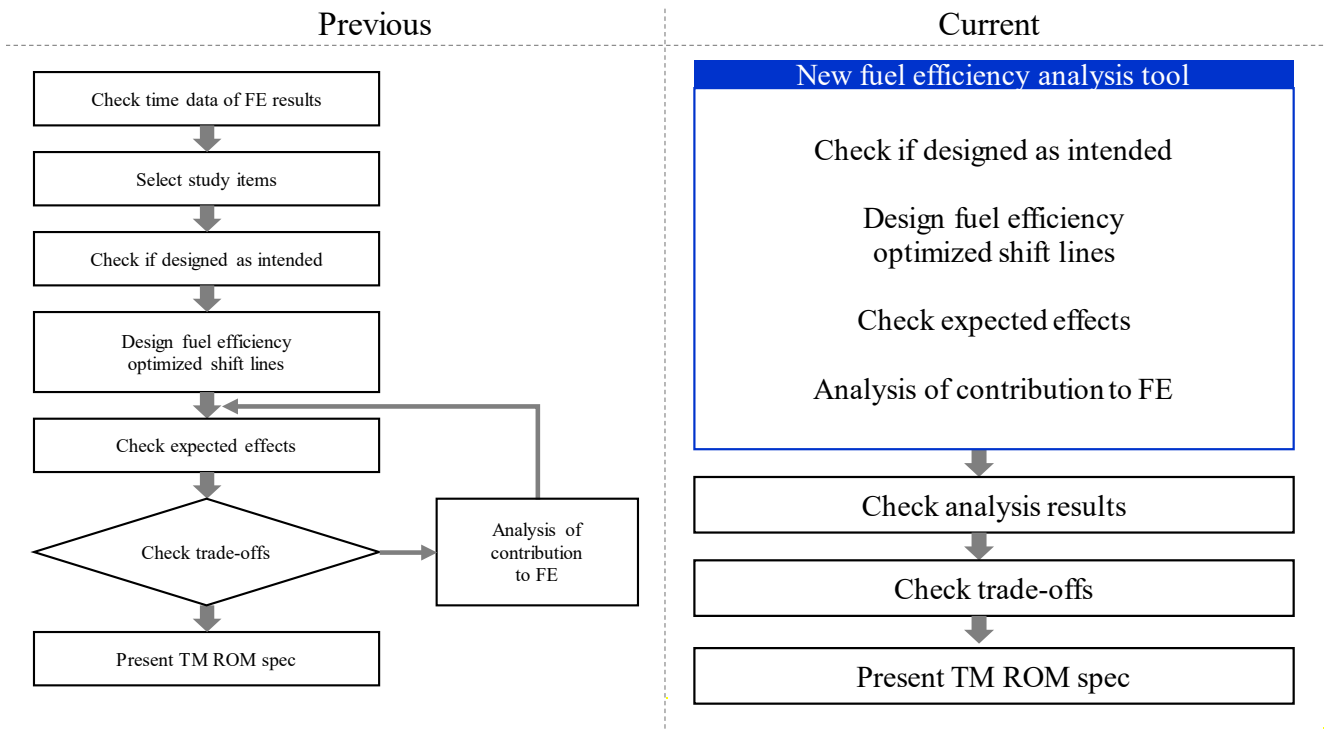 Previous
Check time data of FE results
Select study items
Check if designed as intended
Design fuel efficiency
optimized shift lines
Check expected effects
Check trade-offs
Analysis of
contribution
to FE
Present TM ROM spec
Current
New fuel efficiency analysis tool
Check if designed as intended
Design fuel efficiency
optimized shift lines
Check expected effects
Analysis of contribution to FE
Check analysis results
Check trade-offs
Present TM ROM spec